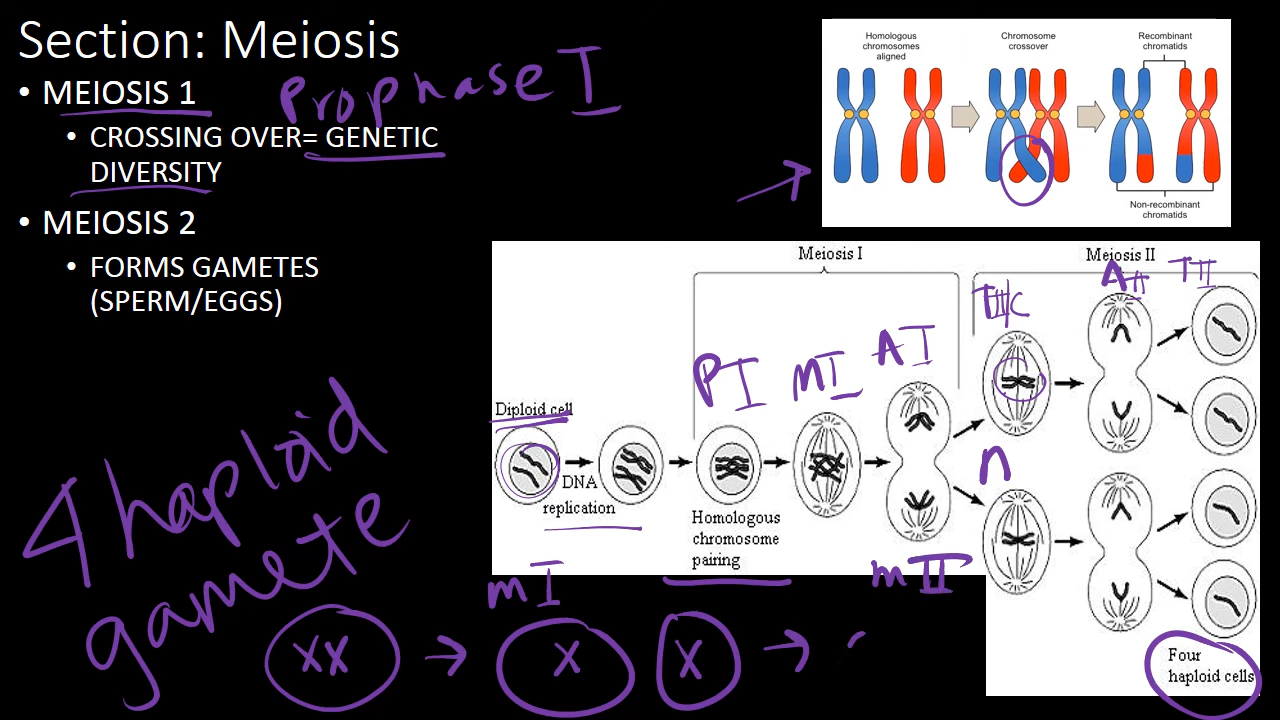 Section: Meiosis
• MEIOSIS 1
Prophase I
• CROSSING OVER= GENETIC
DIVERSITY
• MEIOSIS 2
• FORMS GAMETES
(SPERM/EGGS)
Homologous
chromosomes
aligned
Chromosome
crossover
Recombinant
chromatids
Non-recombinant
chromatids
Meiosis I
Meiosis II
PI
MI
AI
AII
TII
n
Diploid cell
DNA
replication
Homologous
chromosome
pairing
4 haploid
gamete
mI
mII
XX
X
X
Four
haploid cells